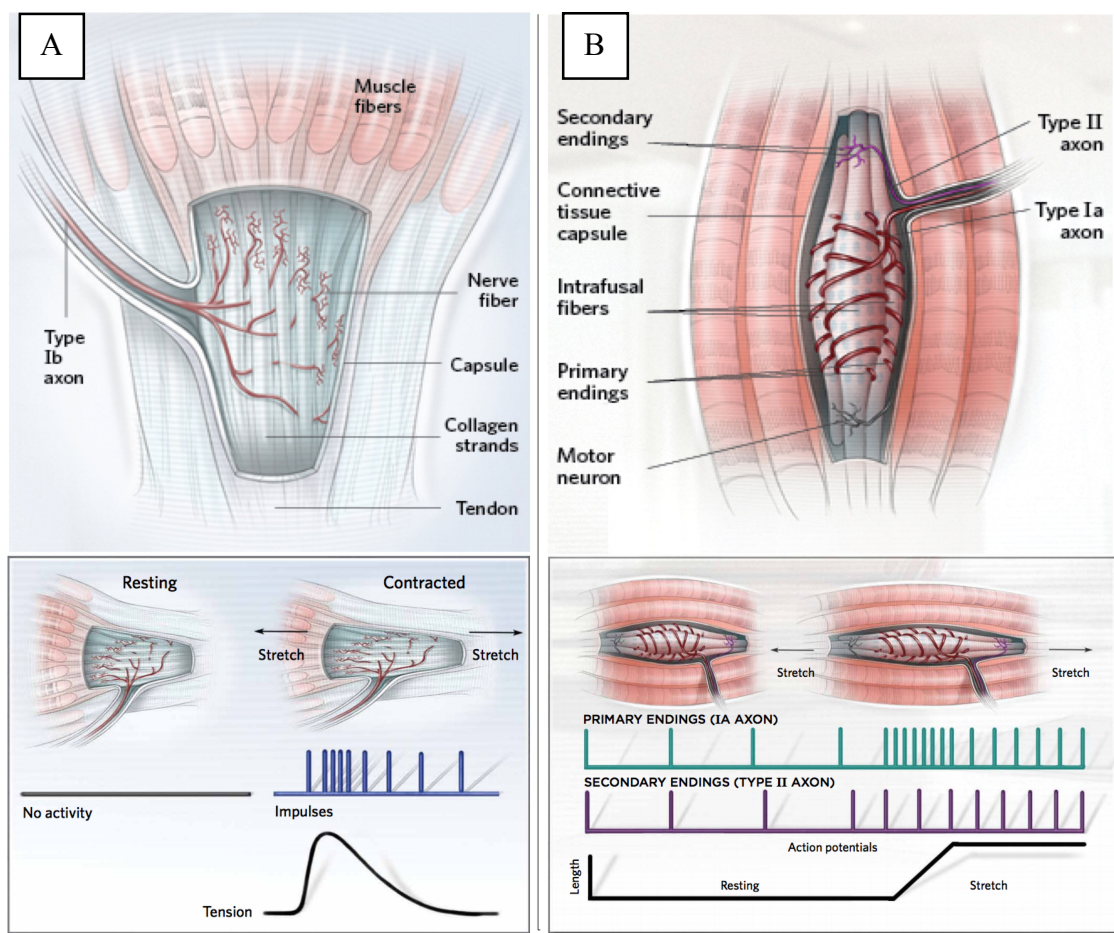 A
Muscle
fibers
Type
Ib
axon
Nerve
fiber
Capsule
Collagen
strands
Tendon
Resting
Contracted
Stretch
Stretch
No activity
Impulses
Tension
B
Secondary
endings
Connective
tissue
capsule
Intrafusal
fibers
Primary
endings
Motor
neuron
Type II
axon
Type Ia
axon
Stretch
Stretch
PRIMARY ENDINGS (IA AXON)
SECONDARY ENDINGS (TYPE II AXON)
Action potentials
Length
Resting
Stretch